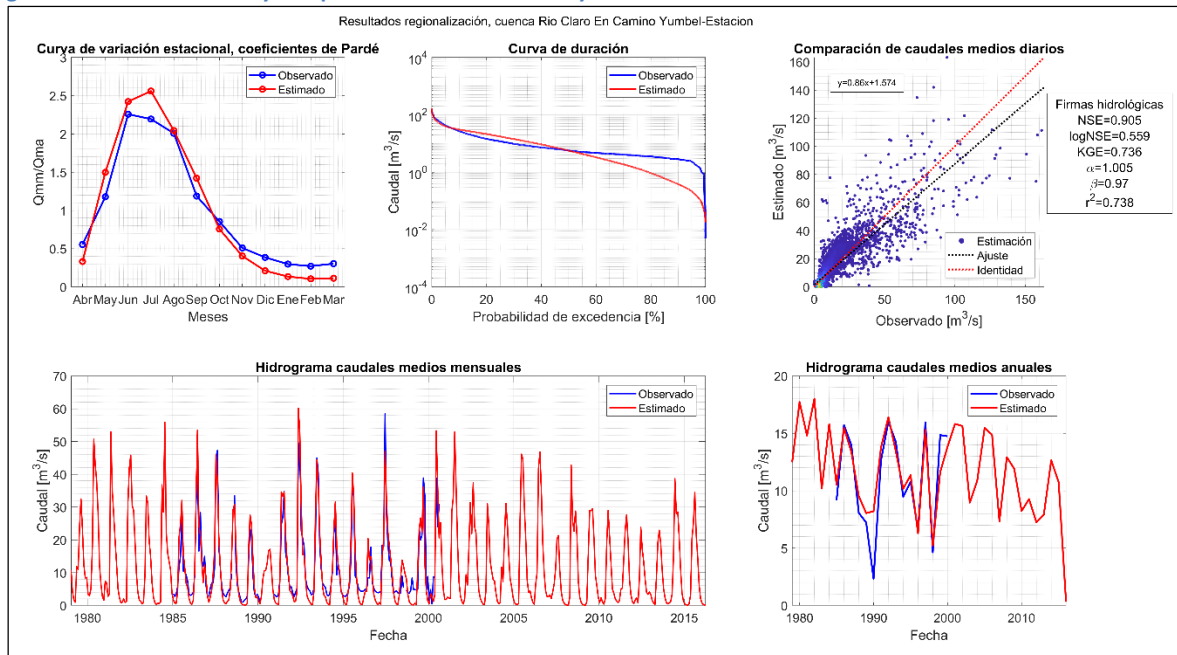 Resultados regionalización, cuenca Rio Claro En Camino Yumbel-Estacion
Curva de variación estacional, coeficientes de Pardé
3
2.5
2
1.5
1
0.5
0
Qmm/Qma
Observado
Estimado
Abr May Jun Jul Ago Sep Oct Nov Dic Ene Feb Mar
Meses
Curva de duración
10^4
10^2
10^0
10^-2
10^-4
Caudal [m^3/s]
Observado
Estimado
0 20 40 60 80 100
Probabilidad de excedencia [%]
Comparación de caudales medios diarios
160
140
120
100
80
60
40
20
0
Estimado [m^3/s]
y=0.86x+1.574
Estimación
Ajuste
Identidad
0 50 100 150
Observado [m^3/s]
Firmas hidrológicas
NSE=0.905
logNSE=0.559
KGE=0.736
α=1.005
β=0.97
r^2=0.738
Hidrograma caudales medios mensuales
70
60
50
40
30
20
10
0
Caudal [m^3/s]
Observado
Estimado
1980 1985 1990 1995 2000 2005 2010 2015
Fecha
Hidrograma caudales medios anuales
20
15
10
5
0
Caudal [m^3/s]
Observado
Estimado
1980 1990 2000 2010
Fecha